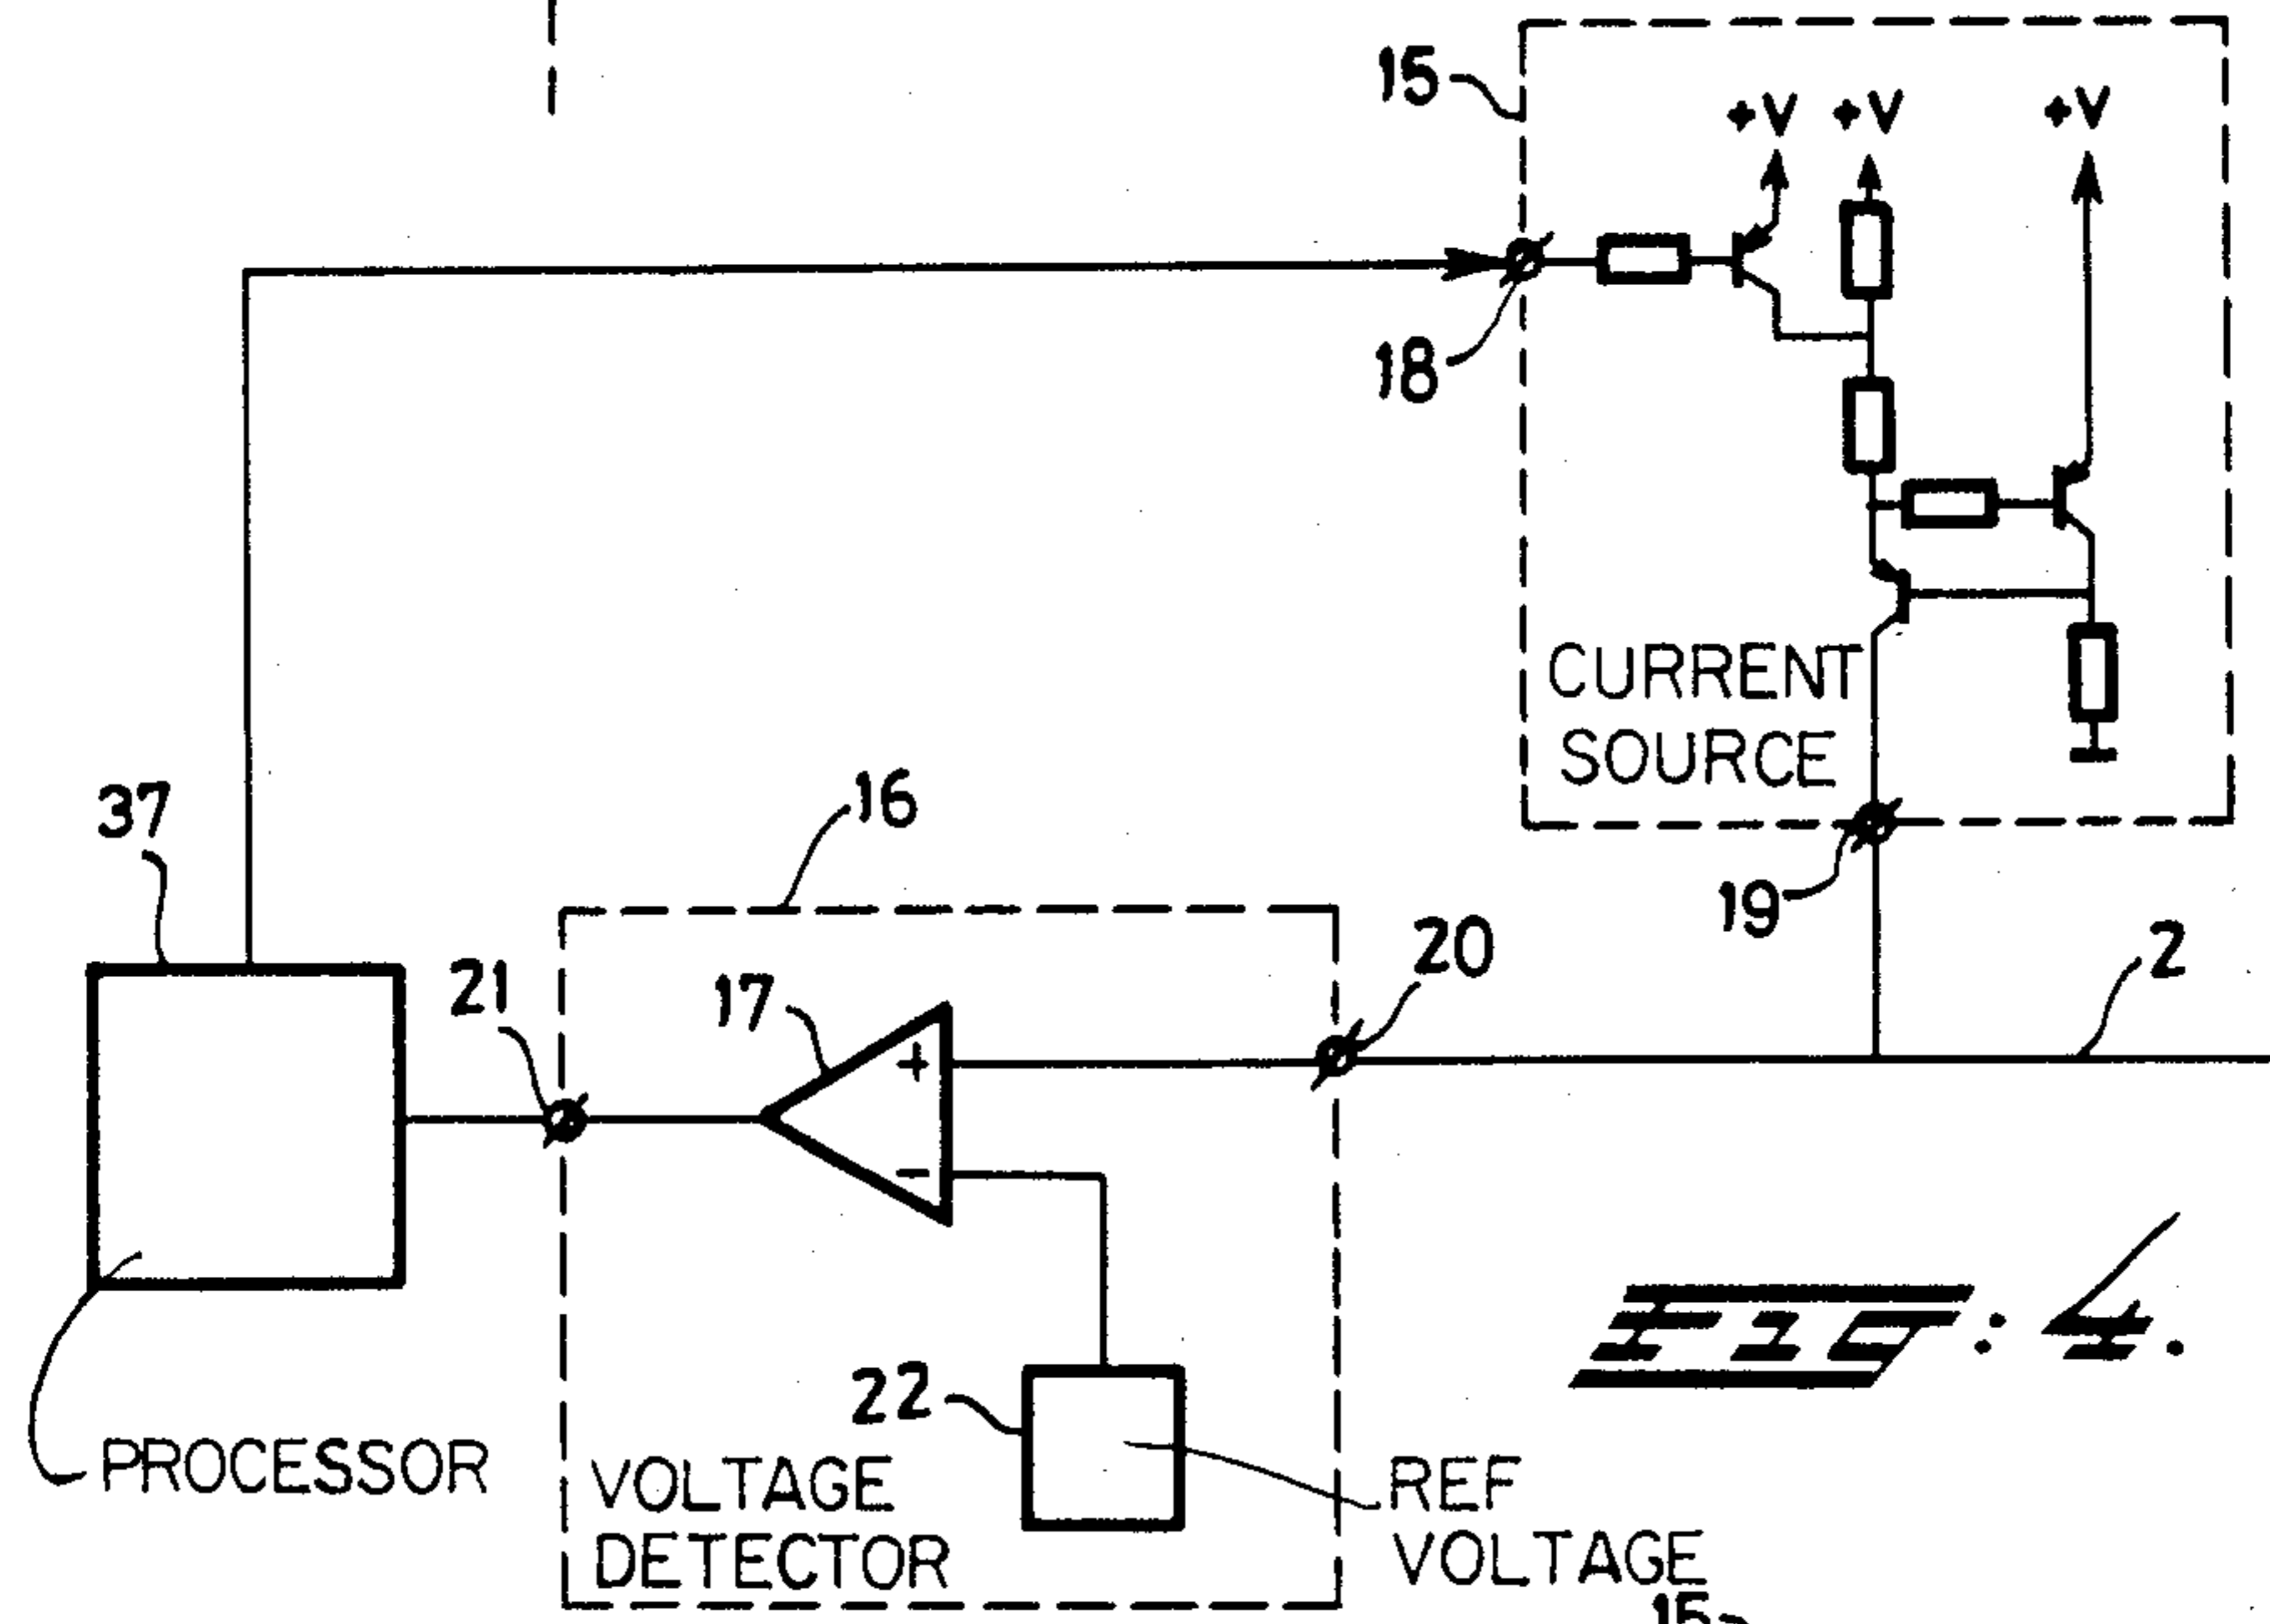 15
+V +V +V
18
CURRENT
SOURCE
37
16
19
20
2
21
17
+
−
22
FIG: 4.
PROCESSOR
VOLTAGE
DETECTOR
REF
VOLTAGE
15